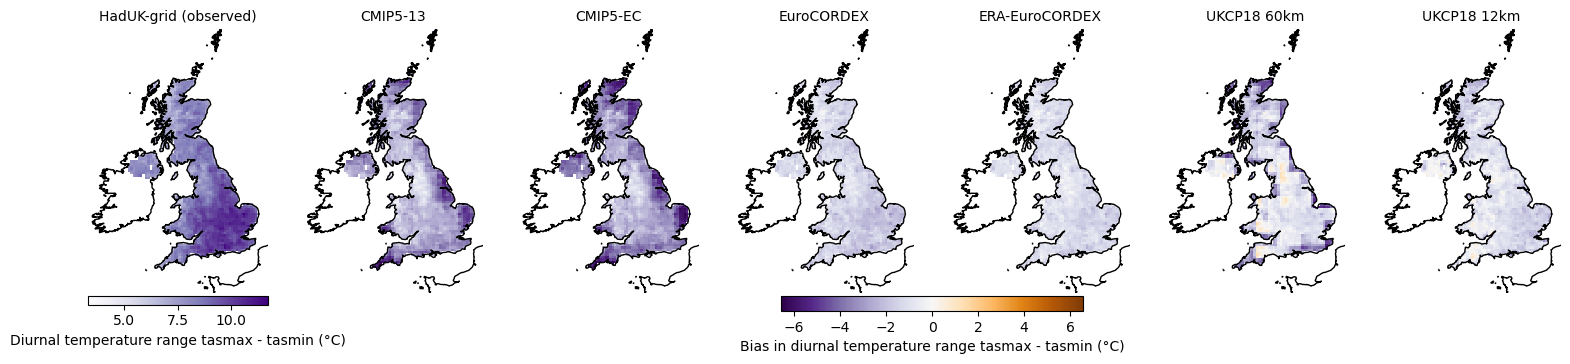 HadUK-grid (observed)
CMIP5-13
CMIP5-EC
EuroCORDEX
ERA-EuroCORDEX
UKCP18 60km
UKCP18 12km
5.0 7.5 10.0
Diurnal temperature range tasmax - tasmin (°C)
−6 −4 −2 0 2 4 6
Bias in diurnal temperature range tasmax - tasmin (°C)